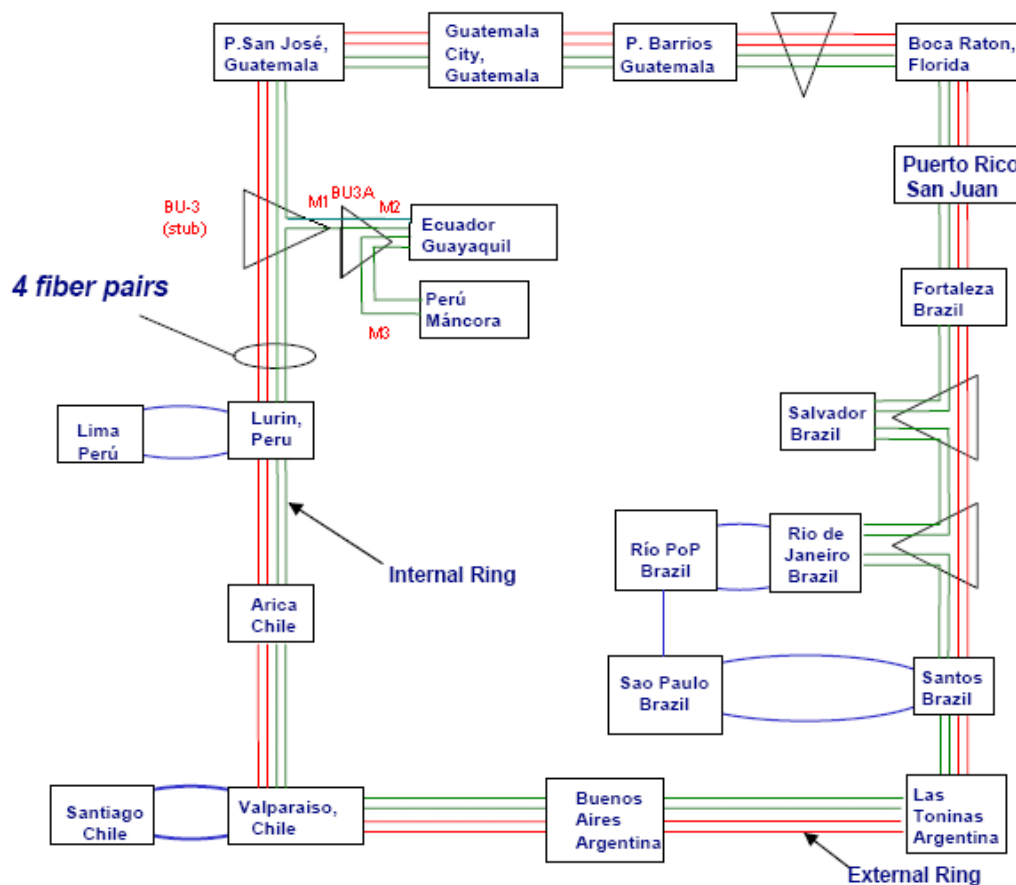 P.San José,
Guatemala
Guatemala
City,
Guatemala
P. Barrios
Guatemala
Boca Raton,
Florida
Puerto Rico
San Juan
BU-3
(stub)
M1
BU3A
M2
Ecuador
Guayaquil
4 fiber pairs
Perú
Máncora
M3
Fortaleza
Brazil
Lima
Perú
Lurin,
Peru
Salvador
Brazil
Internal Ring
Río PoP
Brazil
Rio de
Janeiro
Brazil
Arica
Chile
Sao Paulo
Brazil
Santos
Brazil
Santiago
Chile
Valparaiso,
Chile
Buenos
Aires
Argentina
Las
Toninas
Argentina
External Ring